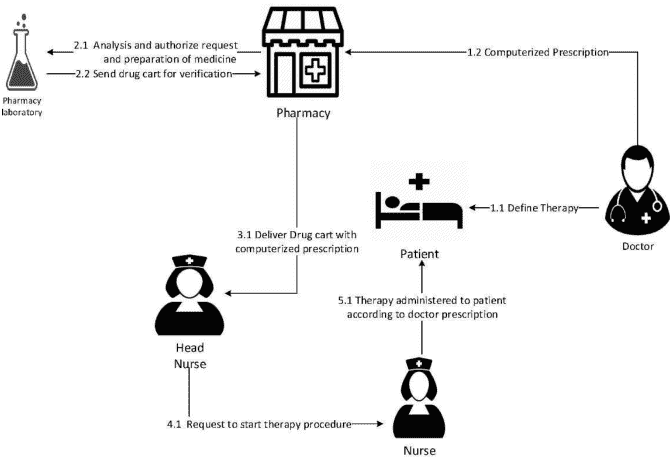 2.1 Analysis and authorize request
and preparation of medicine
1.2 Computerized Prescription
2.2 Send drug cart for verification
Pharmacy
laboratory
Pharmacy
1.1 Define Therapy
Doctor
3.1 Deliver Drug cart with
computerized prescription
Patient
5.1 Therapy administered to patient
according to doctor prescription
Head
Nurse
4.1 Request to start therapy procedure
Nurse